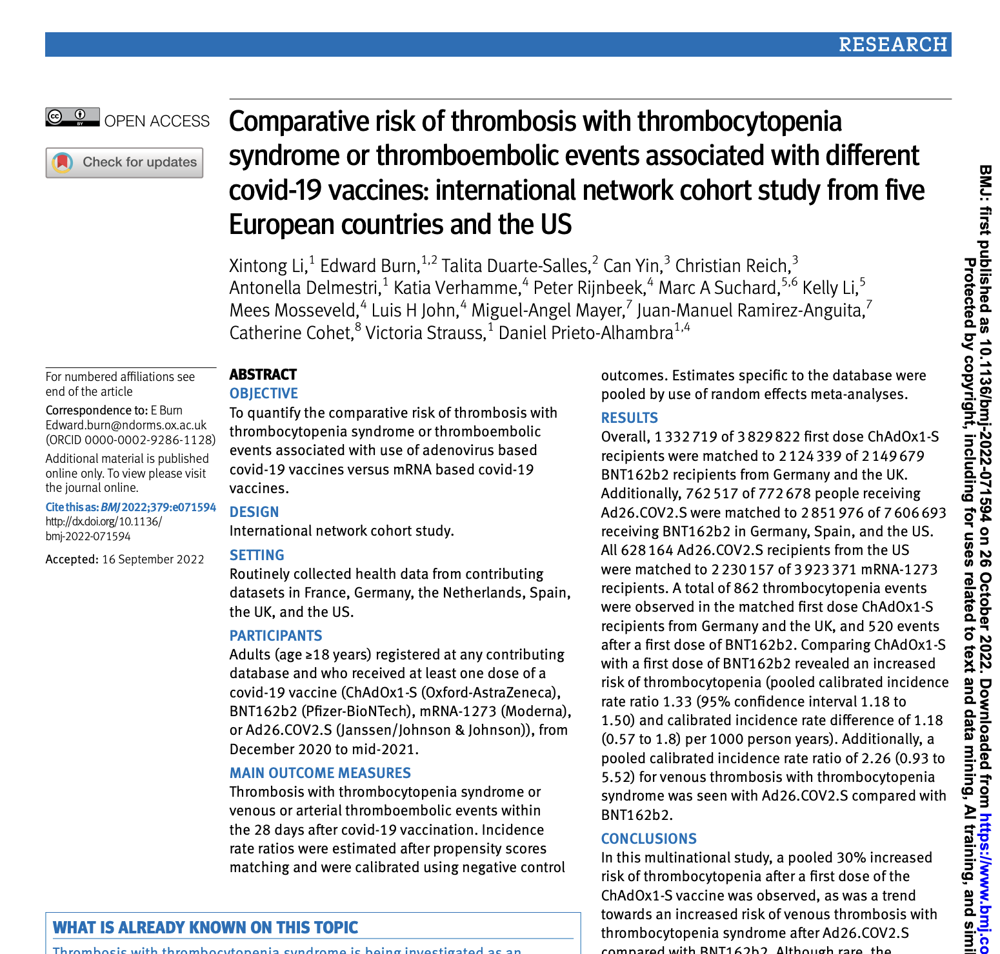 RESEARCH
cc BY OPEN ACCESS
Check for updates
Comparative risk of thrombosis with thrombocytopenia
syndrome or thromboembolic events associated with different
covid-19 vaccines: international network cohort study from five
European countries and the US
Xintong Li,1 Edward Burn,1,2 Talita Duarte-Salles,2 Can Yin,3 Christian Reich,3
Antonella Delmestri,1 Katia Verhamme,4 Peter Rijnbeek,4 Marc A Suchard,5,6 Kelly Li,5
Mees Mosseveld,4 Luis H John,4 Miguel-Angel Mayer,7 Juan-Manuel Ramirez-Anguita,7
Catherine Cohet,8 Victoria Strauss,1 Daniel Prieto-Alhambra1,4
For numbered affiliations see
end of the article
Correspondence to: E Burn
Edward.burn@ndorms.ox.ac.uk
(ORCID 0000-0002-9286-1128)
Additional material is published
online only. To view please visit
the journal online.
Cite this as: BMJ 2022;379:e071594
http://dx.doi.org/10.1136/
bmj-2022-071594
Accepted: 16 September 2022
ABSTRACT
OBJECTIVE
To quantify the comparative risk of thrombosis with
thrombocytopenia syndrome or thromboembolic
events associated with use of adenovirus based
covid-19 vaccines versus mRNA based covid-19
vaccines.
DESIGN
International network cohort study.
SETTING
Routinely collected health data from contributing
datasets in France, Germany, the Netherlands, Spain,
the UK, and the US.
PARTICIPANTS
Adults (age ≥18 years) registered at any contributing
database and who received at least one dose of a
covid-19 vaccine (ChAdOx1-S (Oxford-AstraZeneca),
BNT162b2 (Pfizer-BioNTech), mRNA-1273 (Moderna),
or Ad26.COV2.S (Janssen/Johnson & Johnson)), from
December 2020 to mid-2021.
MAIN OUTCOME MEASURES
Thrombosis with thrombocytopenia syndrome or
venous or arterial thromboembolic events within
the 28 days after covid-19 vaccination. Incidence
rate ratios were estimated after propensity scores
matching and were calibrated using negative control
outcomes. Estimates specific to the database were
pooled by use of random effects meta-analyses.
RESULTS
Overall, 1 332 719 of 3 829 822 first dose ChAdOx1-S
recipients were matched to 2 124 339 of 2 149 679
BNT162b2 recipients from Germany and the UK.
Additionally, 762 517 of 772 678 people receiving
Ad26.COV2.S were matched to 2 851 976 of 7 606 693
receiving BNT162b2 in Germany, Spain, and the US.
All 628 164 Ad26.COV2.S recipients from the US
were matched to 2 230 157 of 3 923 371 mRNA-1273
recipients. A total of 862 thrombocytopenia events
were observed in the matched first dose ChAdOx1-S
recipients from Germany and the UK, and 520 events
after a first dose of BNT162b2. Comparing ChAdOx1-S
with a first dose of BNT162b2 revealed an increased
risk of thrombocytopenia (pooled calibrated incidence
rate ratio 1.33 (95% confidence interval 1.18 to
1.50) and calibrated incidence rate difference of 1.18
(0.57 to 1.8) per 1000 person years). Additionally, a
pooled calibrated incidence rate ratio of 2.26 (0.93 to
5.52) for venous thrombosis with thrombocytopenia
syndrome was seen with Ad26.COV2.S compared with
BNT162b2.
CONCLUSIONS
In this multinational study, a pooled 30% increased
risk of thrombocytopenia after a first dose of the
ChAdOx1-S vaccine was observed, as was a trend
towards an increased risk of venous thrombosis with
thrombocytopenia syndrome after Ad26.COV2.S
compared with BNT162b2. Although rare, the
WHAT IS ALREADY KNOWN ON THIS TOPIC
Thrombosis with thrombocytopenia syndrome is being investigated as an
BMJ: first published as 10.1136/bmj-2022-071594 on 26 October 2022. Downloaded from https://www.bmj.co
Protected by copyright, including for uses related to text and data mining, AI training, and simil